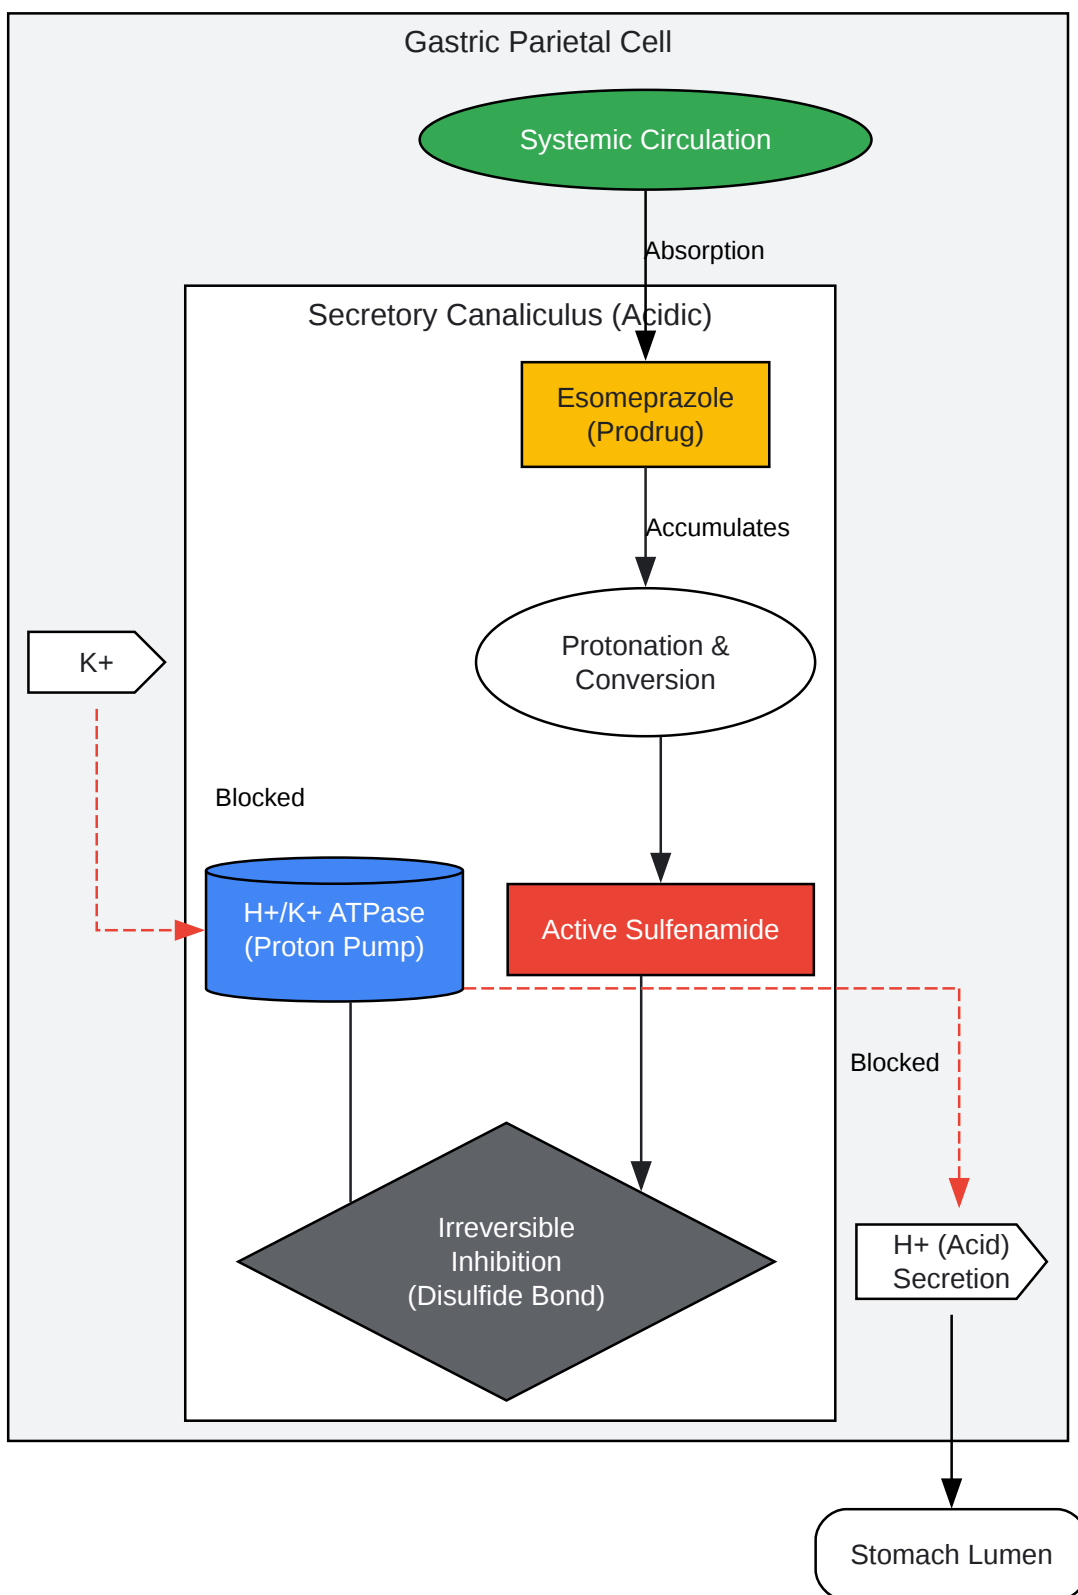 Gastric Parietal Cell
Systemic Circulation
Absorption
Secretory Canaliculus (Acidic)
Esomeprazole
(Prodrug)
Accumulates
Protonation &
Conversion
K+
Blocked
H+/K+ ATPase
(Proton Pump)
Active Sulfenamide
Blocked
Irreversible
Inhibition
(Disulfide Bond)
H+ (Acid)
Secretion
Stomach Lumen